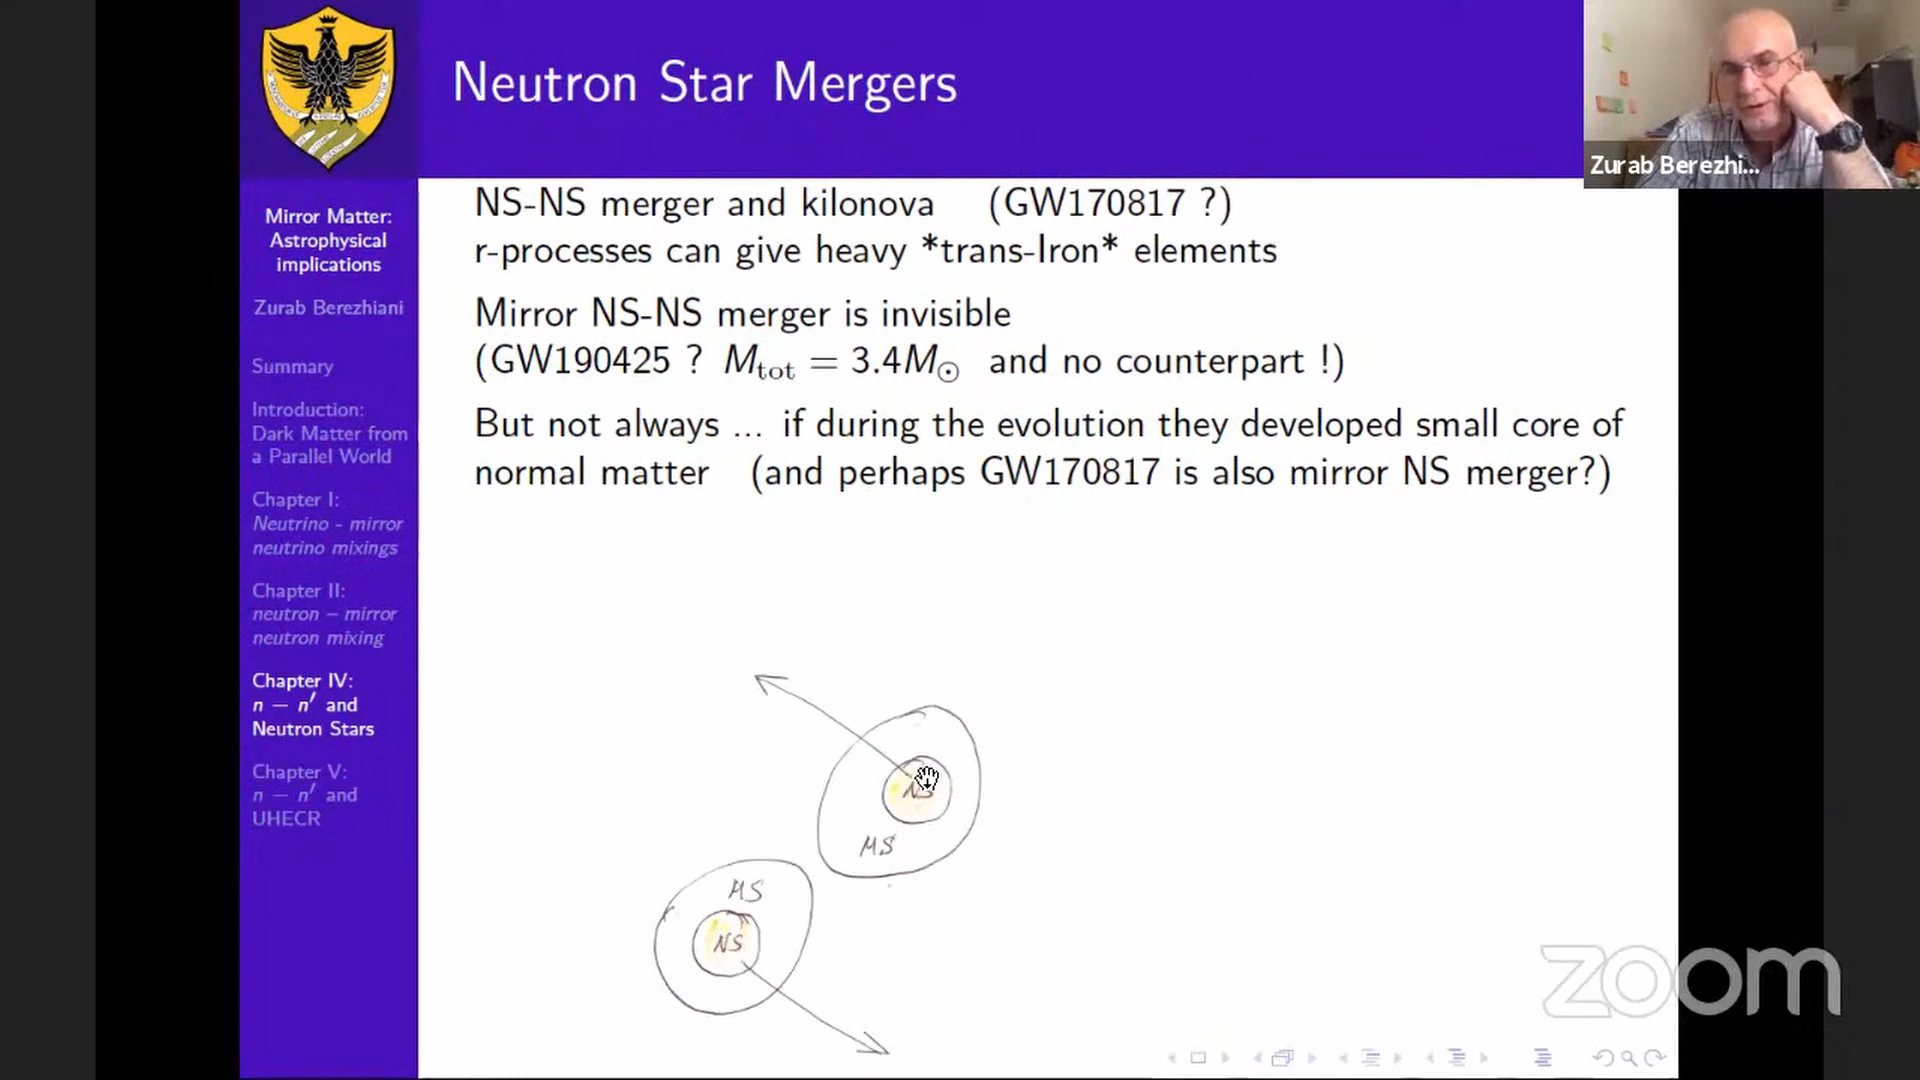 Neutron Star Mergers
Zurab Berezhi...
Mirror Matter:
Astrophysical
implications
Zurab Berezhiani
Summary
Introduction:
Dark Matter from
a Parallel World
Chapter I:
Neutrino - mirror
neutrino mixings
Chapter II:
neutron – mirror
neutron mixing
Chapter IV:
n − n′ and
Neutron Stars
Chapter V:
n − n′ and
UHECR
NS-NS merger and kilonova (GW170817 ?)
r-processes can give heavy *trans-Iron* elements
Mirror NS-NS merger is invisible
(GW190425 ? M_tot = 3.4M_⊙ and no counterpart !)
But not always ... if during the evolution they developed small core of
normal matter (and perhaps GW170817 is also mirror NS merger?)
NS
MS
MS
NS
zoom